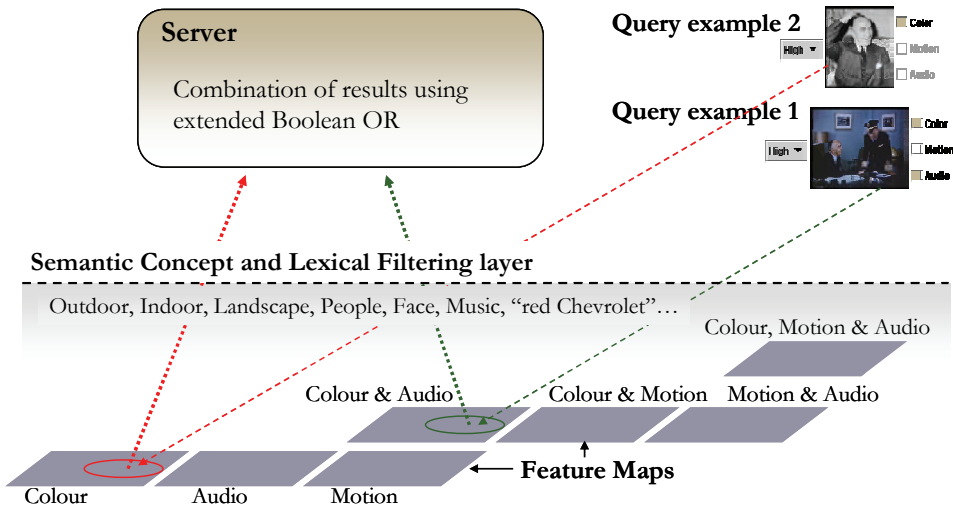 Server
Combination of results using
extended Boolean OR
Query example 2
High
Color
Motion
Audio
Query example 1
High
Color
Motion
Audio
Semantic Concept and Lexical Filtering layer
Outdoor, Indoor, Landscape, People, Face, Music, “red Chevrolet”…
Colour, Motion & Audio
Colour & Audio
Colour & Motion
Motion & Audio
Feature Maps
Colour
Audio
Motion